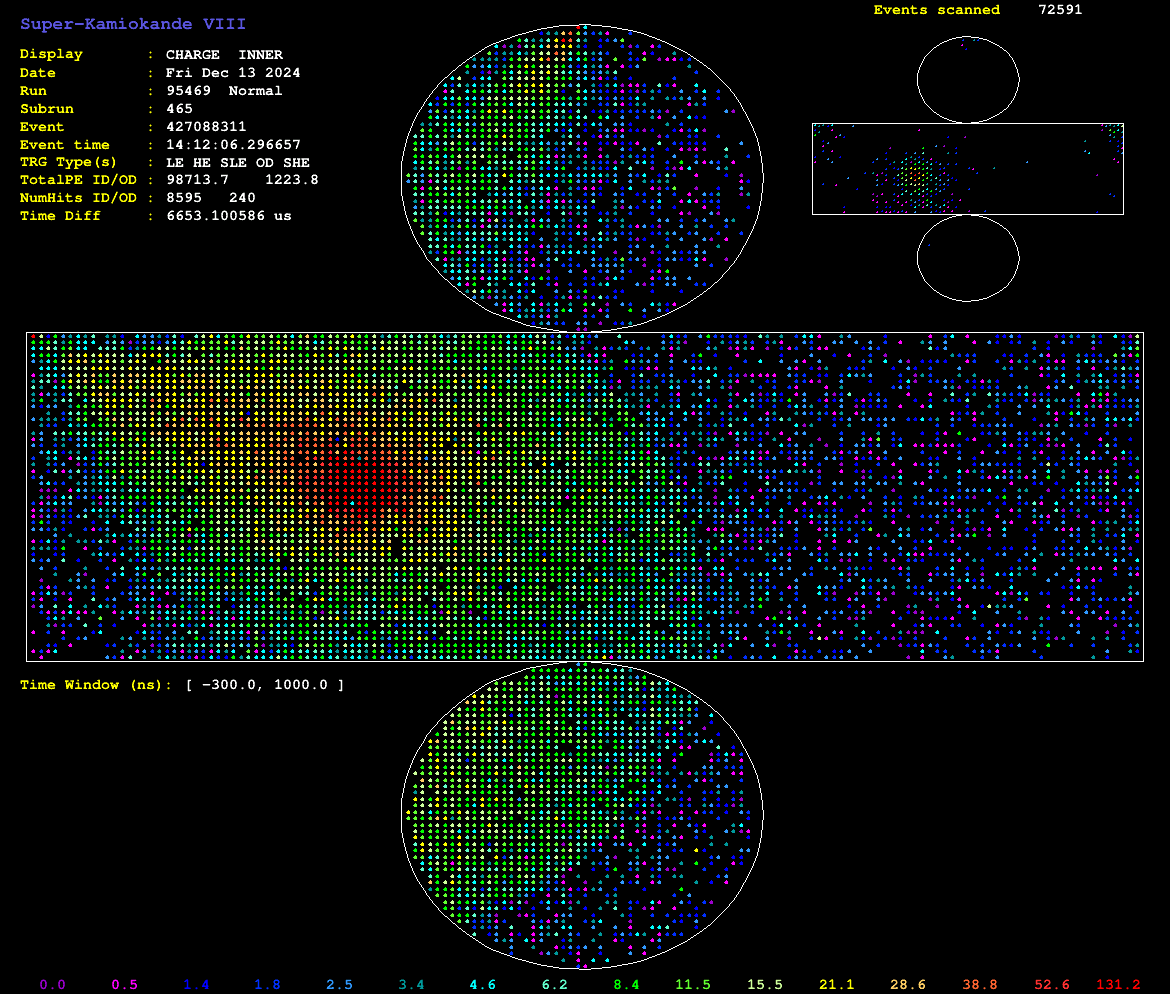 Super-Kamiokande VIII
Display : CHARGE INNER
Date : Fri Dec 13 2024
Run : 95469 Normal
Subrun : 465
Event : 427088311
Event time : 14:12:06.296657
TRG Type(s) : LE HE SLE OD SHE
TotalPE ID/OD : 98713.7 1223.8
NumHits ID/OD : 8595 240
Time Diff : 6653.100586 us
Events scanned 72591
Time Window (ns): [ −300.0, 1000.0 ]
0.0 0.5 1.4 1.8 2.5 3.4 4.6 6.2 8.4 11.5 15.5 21.1 28.6 38.8 52.6 131.2